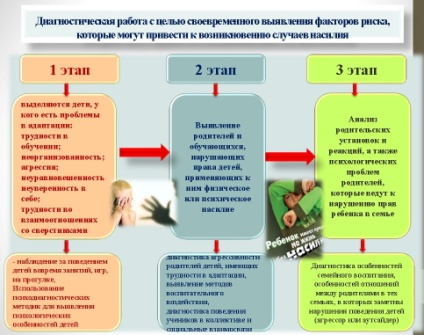 Диагностическая работа с целью своевременного выявления факторов риска,
которые могут привести к возникновению случаев насилия
1 этап
2 этап
3 этап
выделяются дети, у
кого есть проблемы
в адаптации;
трудности в
обучении;
неорганизованность;
агрессия;
неуравновешенность
неуверенность в
себе;
трудности во
взаимоотношениях
со сверстниками
Выявление
родителей и
обучающихся,
нарушающих
права детей,
применяющих к
ним физическое
или психическое
насилие
Анализ
родительских
установок и
реакций, а также
психологических
проблем
родителей,
которые ведут к
нарушению прав
ребенка в семье
Ребенок
на жизнь
насилия
- наблюдение за поведением
детей вовремя занятий, игр,
на прогулке,
Использование
психодиагностических
методик для выявления
психологических
особенностей детей
диагностика агрессивности
родителей детей, имеющих
трудности в адаптации,
выявление методов
воспитательного
воздействия,
диагностика поведения
учеников в коллективе и
социальные взаимосвязи
Диагностика особенностей
семейного воспитания,
особенностей отношений
между родителями в тех
семьях, в которых заметны
нарушения поведения детей
(агрессор или аутсайдер)